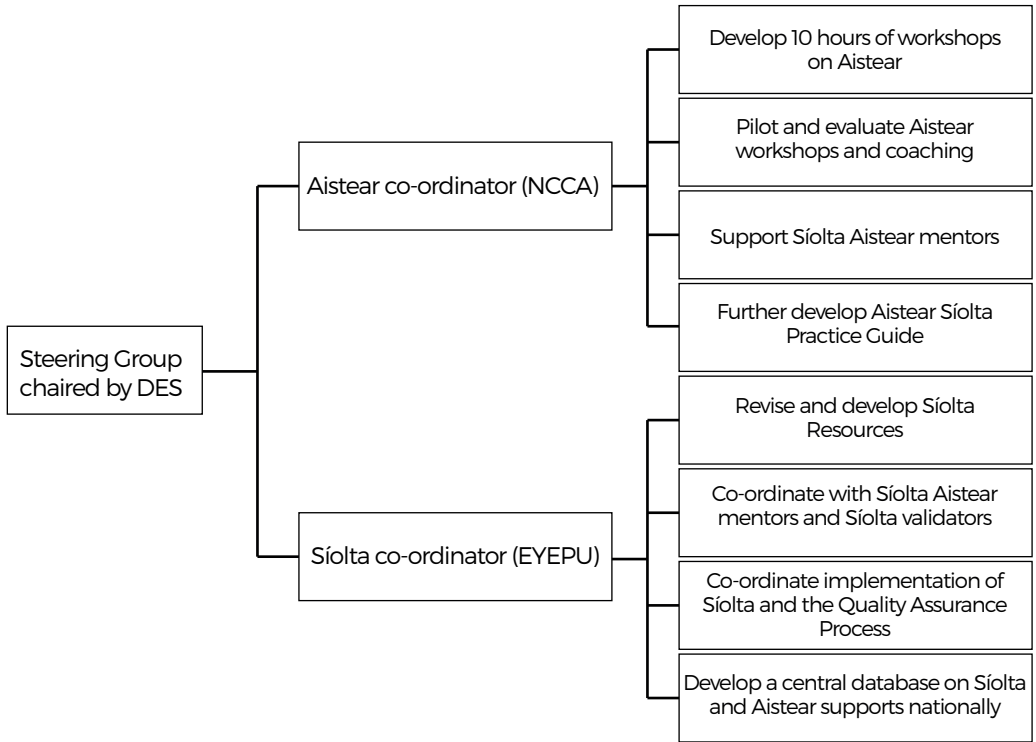 Steering Group
chaired by DES
Aistear co-ordinator (NCCA)
Develop 10 hours of workshops
on Aistear
Pilot and evaluate Aistear
workshops and coaching
Support Síolta Aistear mentors
Further develop Aistear Síolta
Practice Guide
Síolta co-ordinator (EYEPU)
Revise and develop Síolta
Resources
Co-ordinate with Síolta Aistear
mentors and Síolta validators
Co-ordinate implementation of
Síolta and the Quality Assurance
Process
Develop a central database on Síolta
and Aistear supports nationally